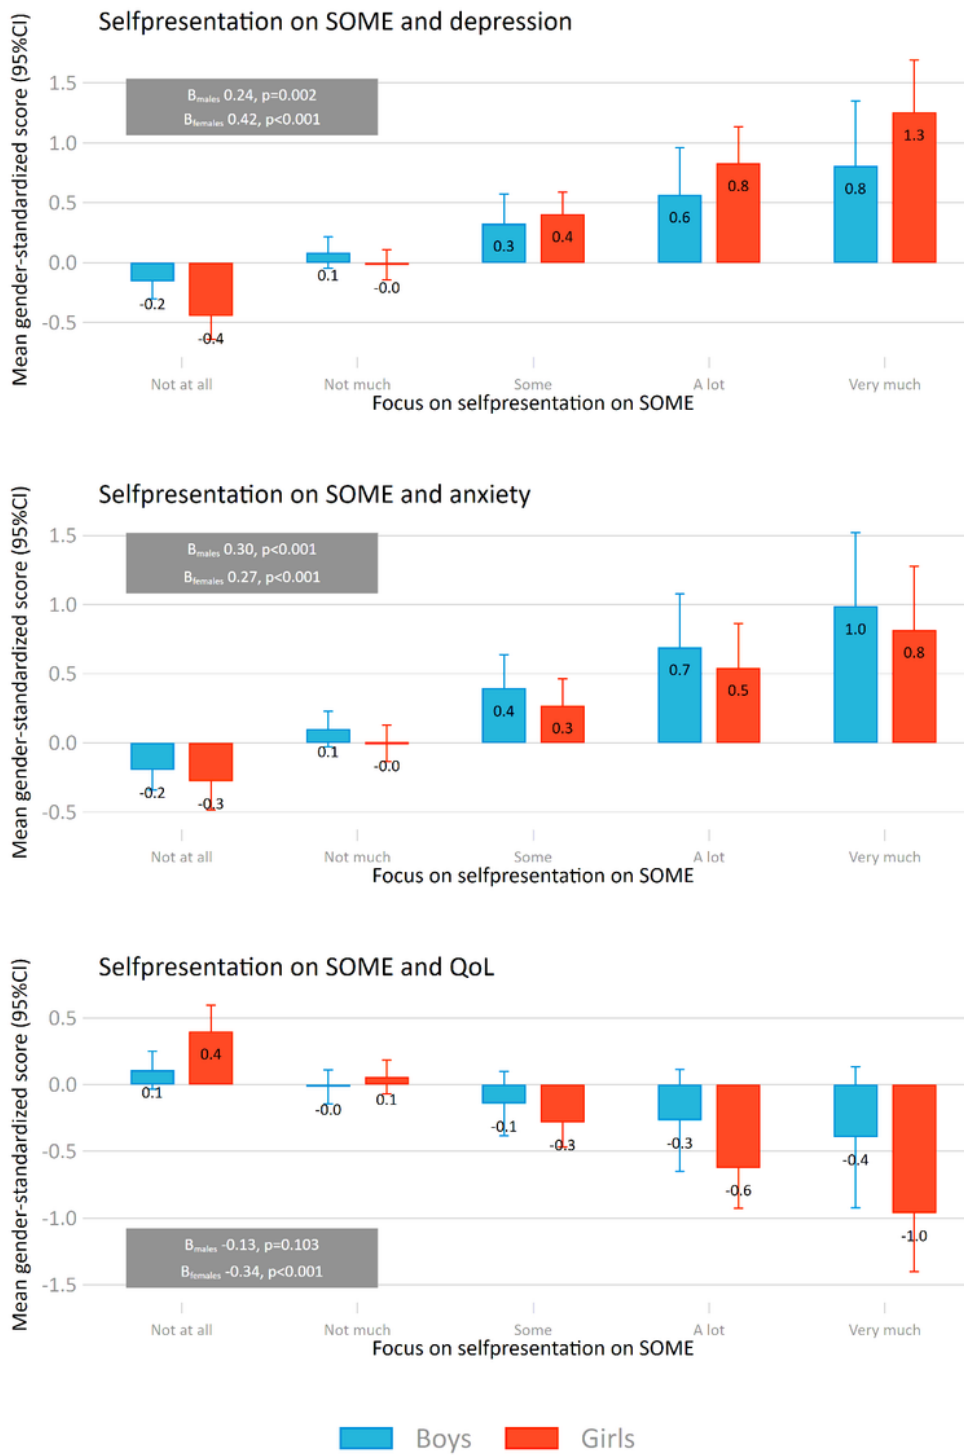 Selfpresentation on SOME and depression
Mean gender-standardized score (95%CI)
1.5
1.0
0.5
0.0
-0.5
Bmales 0.24, p=0.002
Bfemales 0.42, p<0.001
-0.2
-0.4
0.1
-0.0
0.3
0.4
0.6
0.8
0.8
1.3
Not at all
Not much
Some
A lot
Very much
Focus on selfpresentation on SOME
Selfpresentation on SOME and anxiety
Mean gender-standardized score (95%CI)
1.5
1.0
0.5
0.0
-0.5
Bmales 0.30, p<0.001
Bfemales 0.27, p<0.001
-0.2
-0.3
0.1
-0.0
0.4
0.3
0.7
0.5
1.0
0.8
Not at all
Not much
Some
A lot
Very much
Focus on selfpresentation on SOME
Selfpresentation on SOME and QoL
Mean gender-standardized score (95%CI)
0.5
0.0
-0.5
-1.0
-1.5
0.1
0.4
-0.0
0.1
-0.1
-0.3
-0.3
-0.6
-0.4
-1.0
Bmales -0.13, p=0.103
Bfemales -0.34, p<0.001
Not at all
Not much
Some
A lot
Very much
Focus on selfpresentation on SOME
Boys
Girls